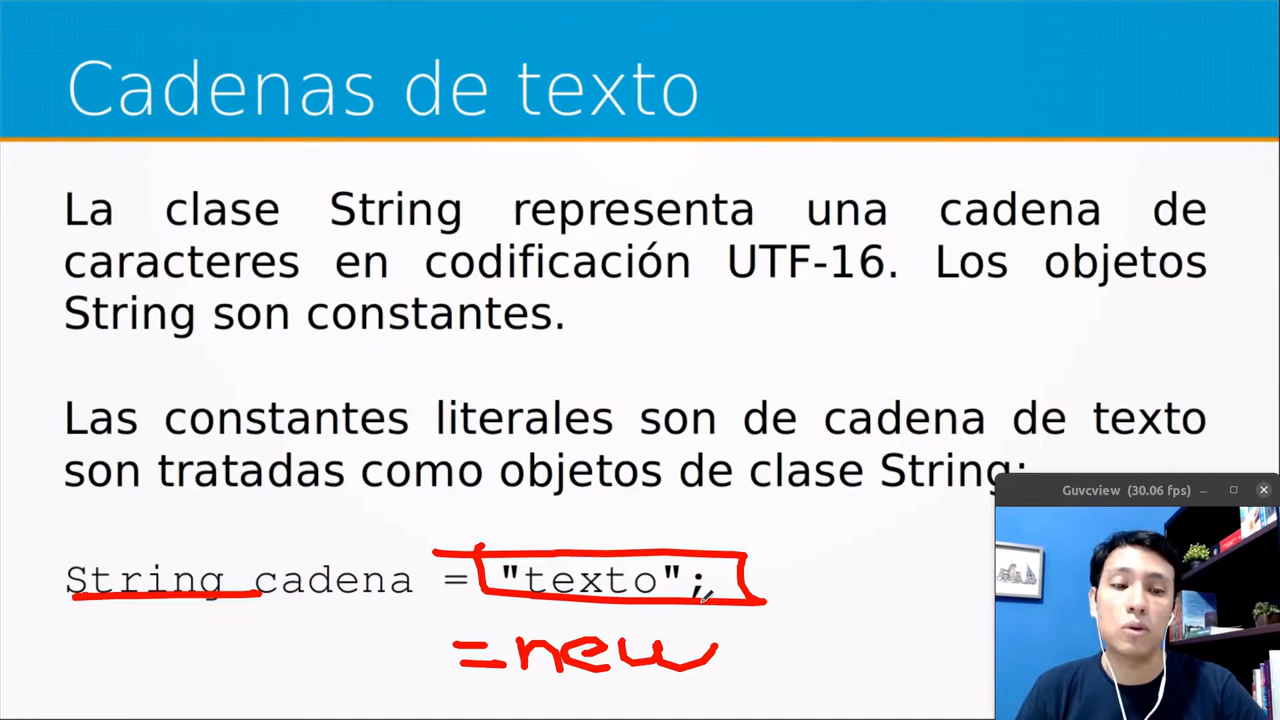 Cadenas de texto
La clase String representa una cadena de
caracteres en codificación UTF-16. Los objetos
String son constantes.
Las constantes literales son de cadena de texto
son tratadas como objetos de clase String:
String cadena = "texto";
=new
Guvcview (30.06 fps)